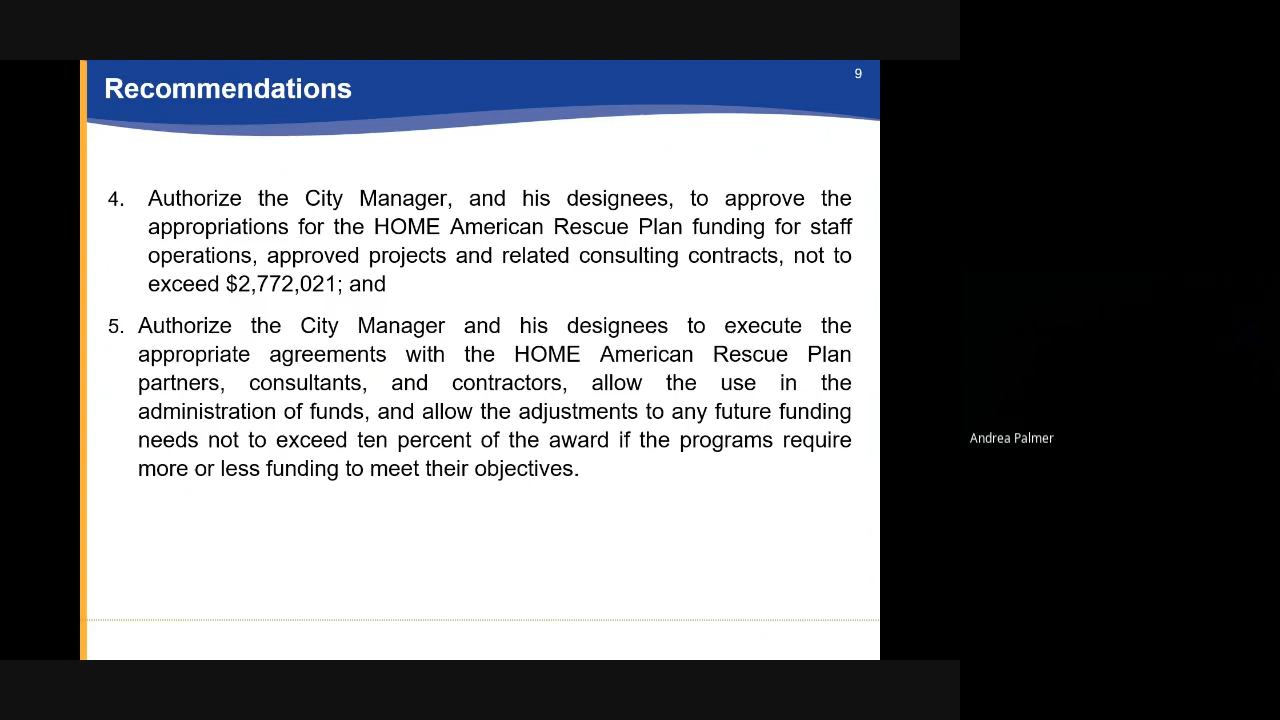 Recommendations
9
4. Authorize the City Manager, and his designees, to approve the
appropriations for the HOME American Rescue Plan funding for staff
operations, approved projects and related consulting contracts, not to
exceed $2,772,021; and
5. Authorize the City Manager and his designees to execute the
appropriate agreements with the HOME American Rescue Plan
partners, consultants, and contractors, allow the use in the
administration of funds, and allow the adjustments to any future funding
needs not to exceed ten percent of the award if the programs require
more or less funding to meet their objectives.
Andrea Palmer